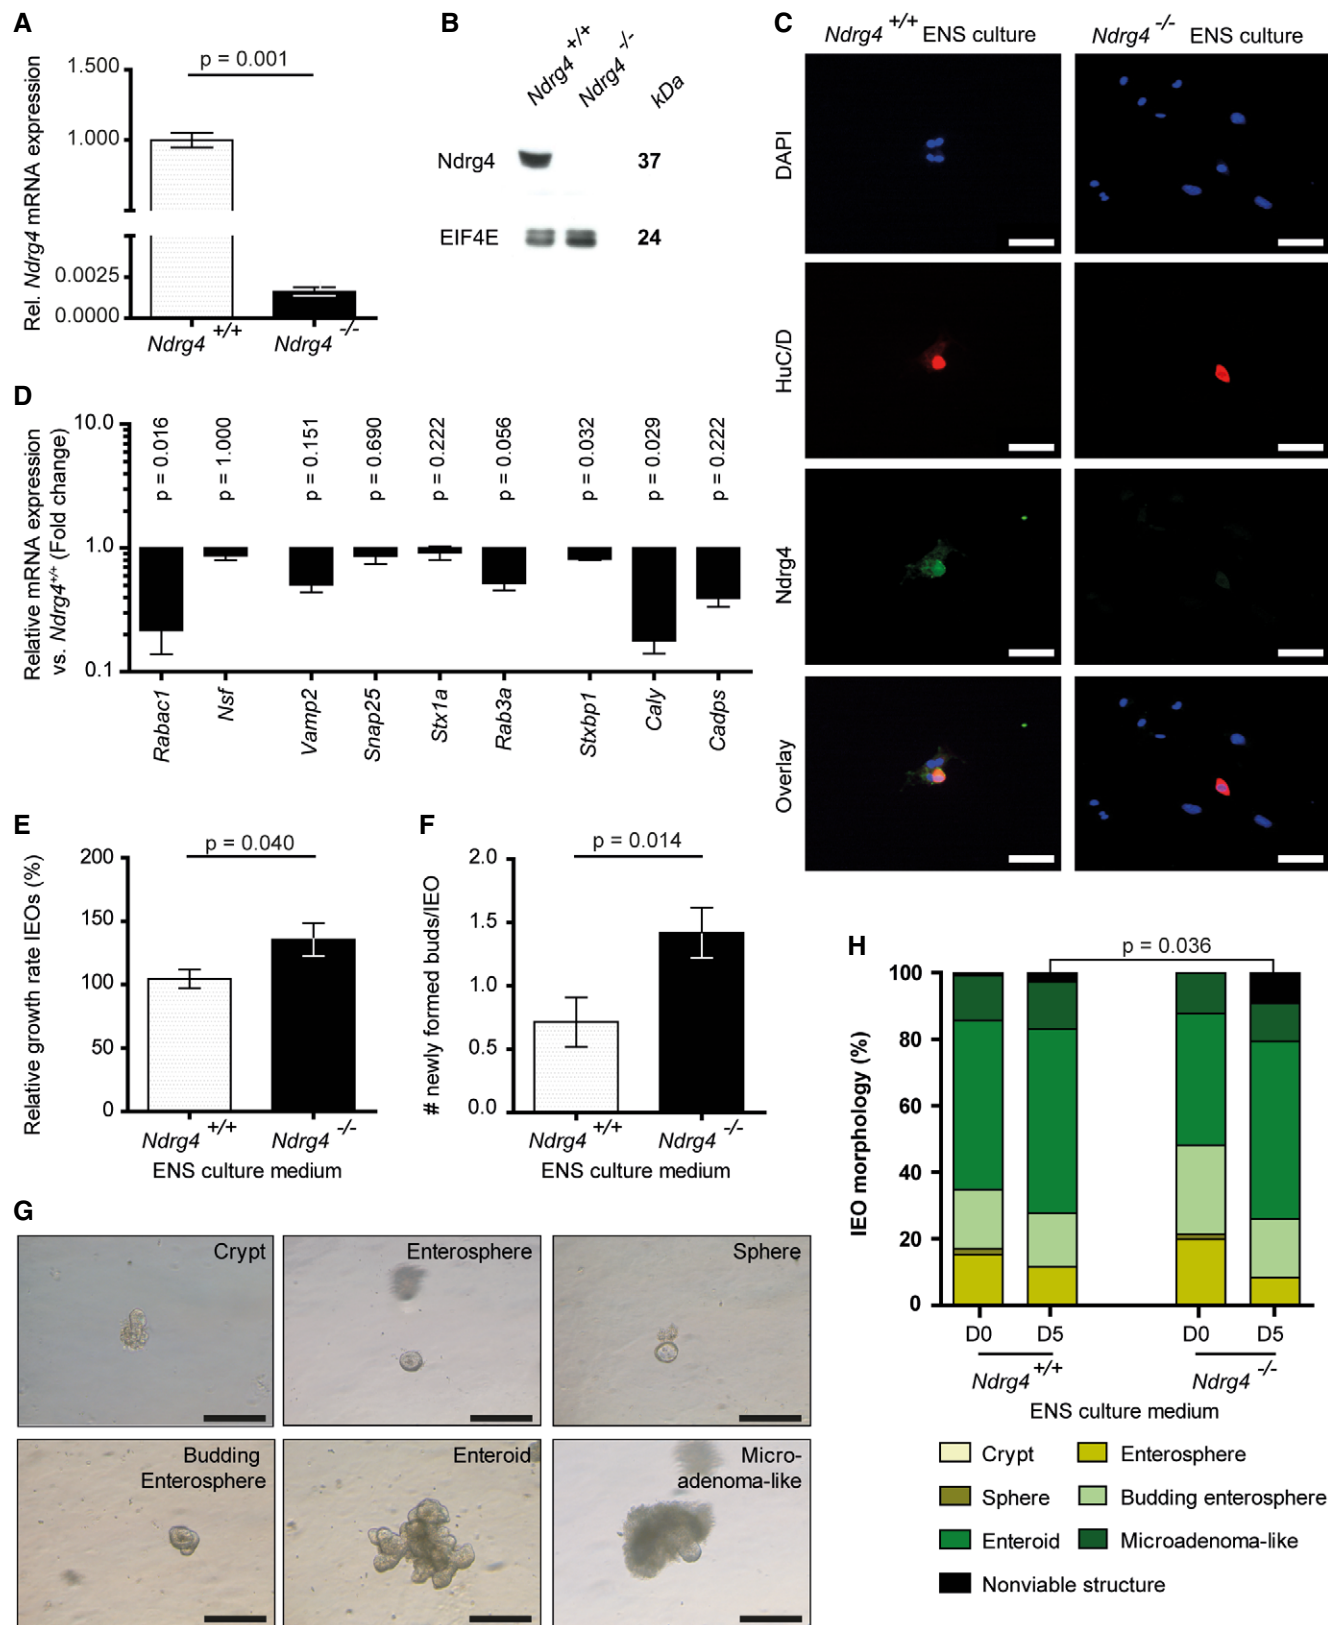 A
Rel. Ndrg4 mRNA expression
1.500
1.000
0.0025
0.0000
p = 0.001
Ndrg4 +/+
Ndrg4 -/-
B
Ndrg4 +/+
Ndrg4 -/-
kDa
Ndrg4 37
EIF4E 24
C
Ndrg4 +/+ ENS culture
Ndrg4 -/- ENS culture
DAPI
HuC/D
Ndrg4
Overlay
D
Relative mRNA expression
vs. Ndrg4+/+ (Fold change)
10.0
1.0
0.1
p = 0.016
p = 1.000
p = 0.151
p = 0.690
p = 0.222
p = 0.056
p = 0.032
p = 0.029
p = 0.222
Rabac1
Nsf
Vamp2
Snap25
Stx1a
Rab3a
Stxbp1
Caly
Cadps
E
Relative growth rate IEOs (%)
200
150
100
50
0
p = 0.040
Ndrg4 +/+
Ndrg4 -/-
ENS culture medium
F
# newly formed buds/IEO
2.0
1.5
1.0
0.5
0.0
p = 0.014
Ndrg4 +/+
Ndrg4 -/-
ENS culture medium
G
Crypt
Enterosphere
Sphere
Budding
Enterosphere
Enteroid
Micro-
adenoma-like
H
IEO morphology (%)
100
80
60
40
20
0
p = 0.036
D0
D5
D0
D5
Ndrg4 +/+
Ndrg4 -/-
ENS culture medium
Crypt
Enterosphere
Sphere
Budding enterosphere
Enteroid
Microadenoma-like
Nonviable structure